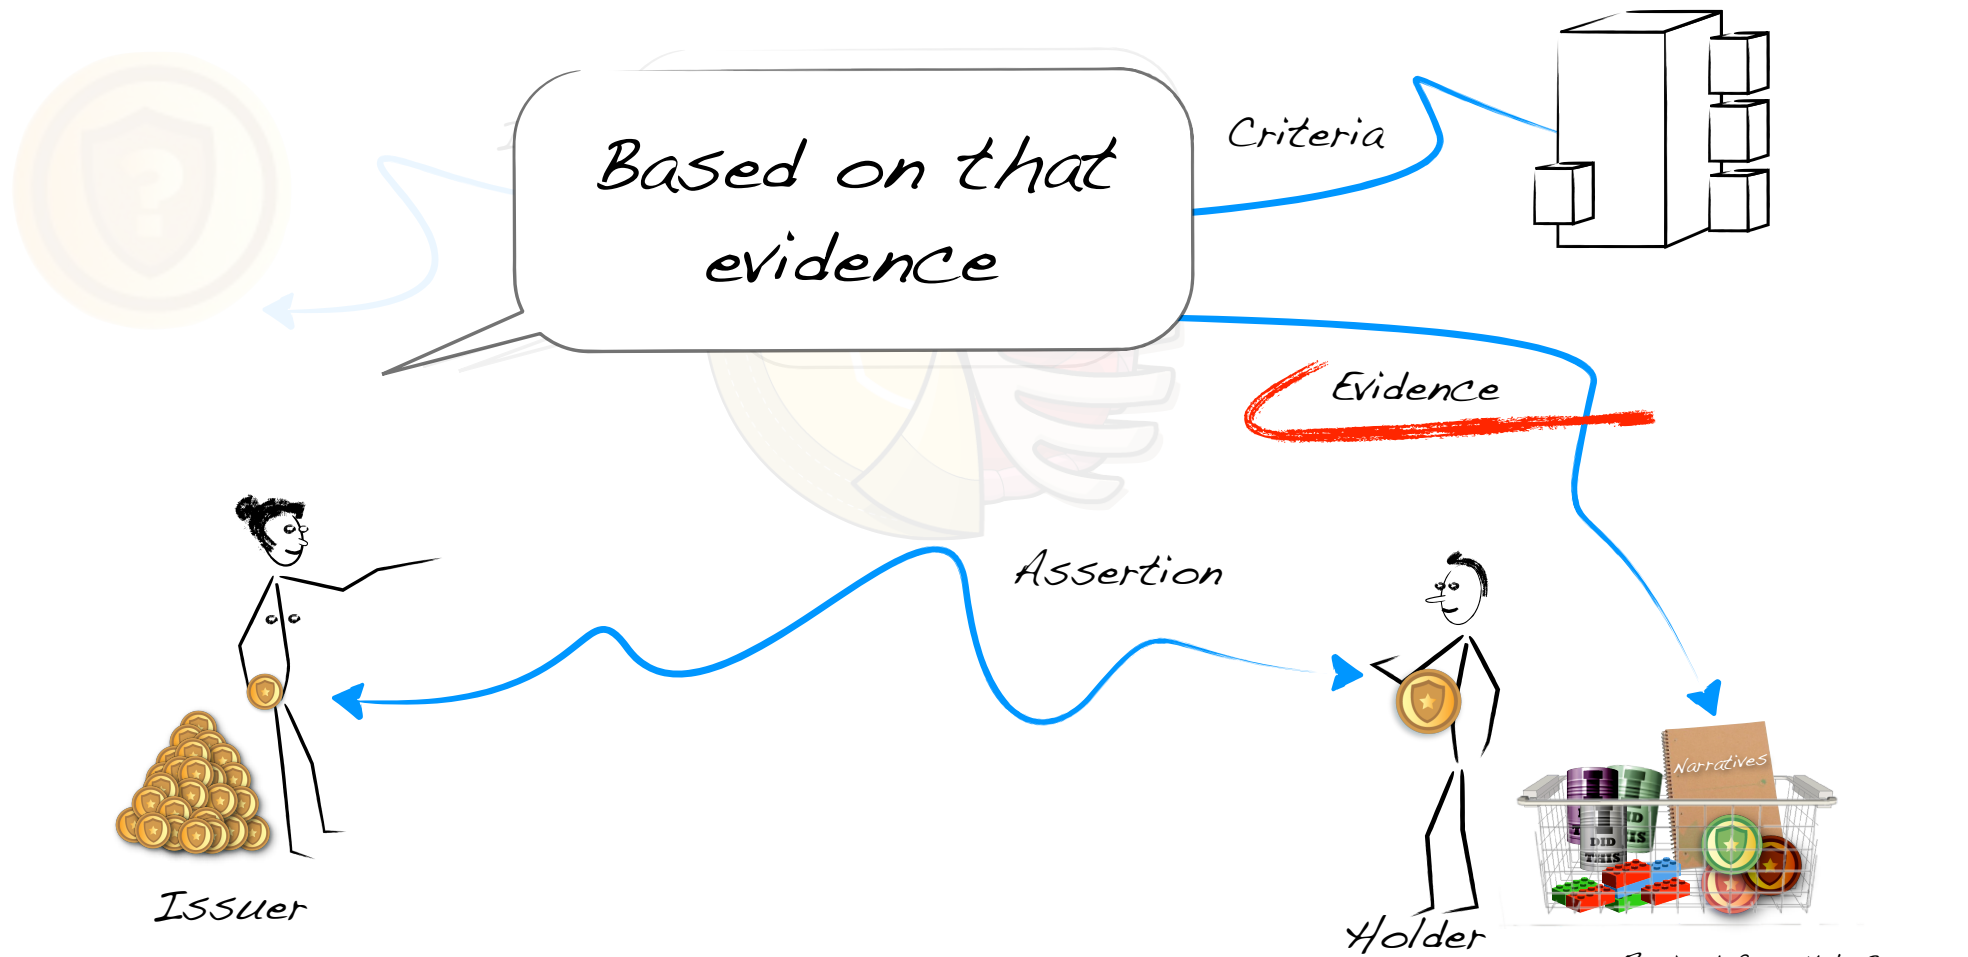 Based on that
evidence
Criteria
Evidence
Assertion
Narratives
DID
THIS
Issuer
Holder